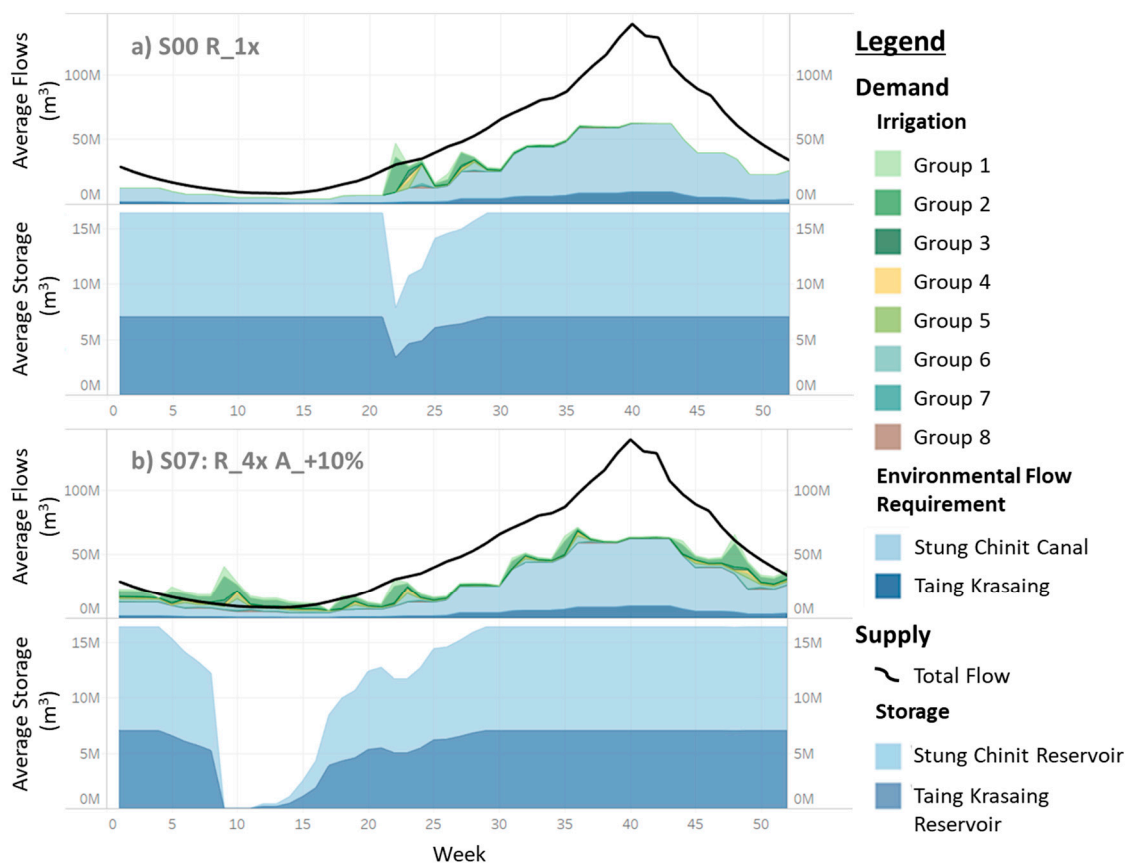 a) S00 R_1x
Average Flows
(m³)
100M
50M
0M
100M
50M
0M
Average Storage
(m³)
15M
10M
5M
0M
15M
10M
5M
0M
0 5 10 15 20 25 30 35 40 45 50
b) S07: R_4x A_+10%
Average Flows
(m³)
100M
50M
0M
100M
50M
0M
Average Storage
(m³)
15M
10M
5M
0M
15M
10M
5M
0M
0 5 10 15 20 25 30 35 40 45 50
Week
Legend
Demand
Irrigation
Group 1
Group 2
Group 3
Group 4
Group 5
Group 6
Group 7
Group 8
Environmental Flow
Requirement
Stung Chinit Canal
Taing Krasaing
Supply
Total Flow
Storage
Stung Chinit Reservoir
Taing Krasaing
Reservoir